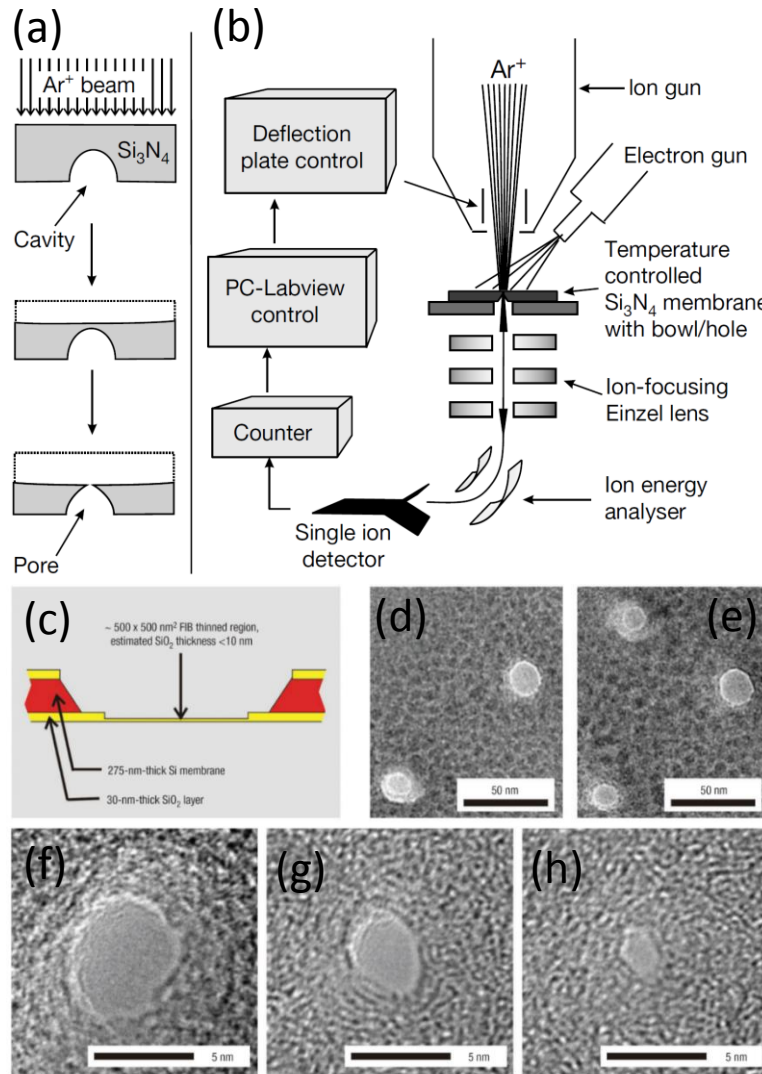 (a)
Ar⁺ beam
Si₃N₄
Cavity
Pore
(b)
Ar⁺
Ion gun
Deflection
plate control
Electron gun
PC-Labview
control
Temperature
controlled
Si₃N₄ membrane
with bowl/hole
Ion-focusing
Einzel lens
Counter
Ion energy
analyser
Single ion
detector
(c)
~ 500 x 500 nm² FIB thinned region,
estimated SiO₂ thickness <10 nm
275-nm-thick Si membrane
30-nm-thick SiO₂ layer
(d)
50 nm
(e)
50 nm
(f)
5 nm
(g)
5 nm
(h)
5 nm